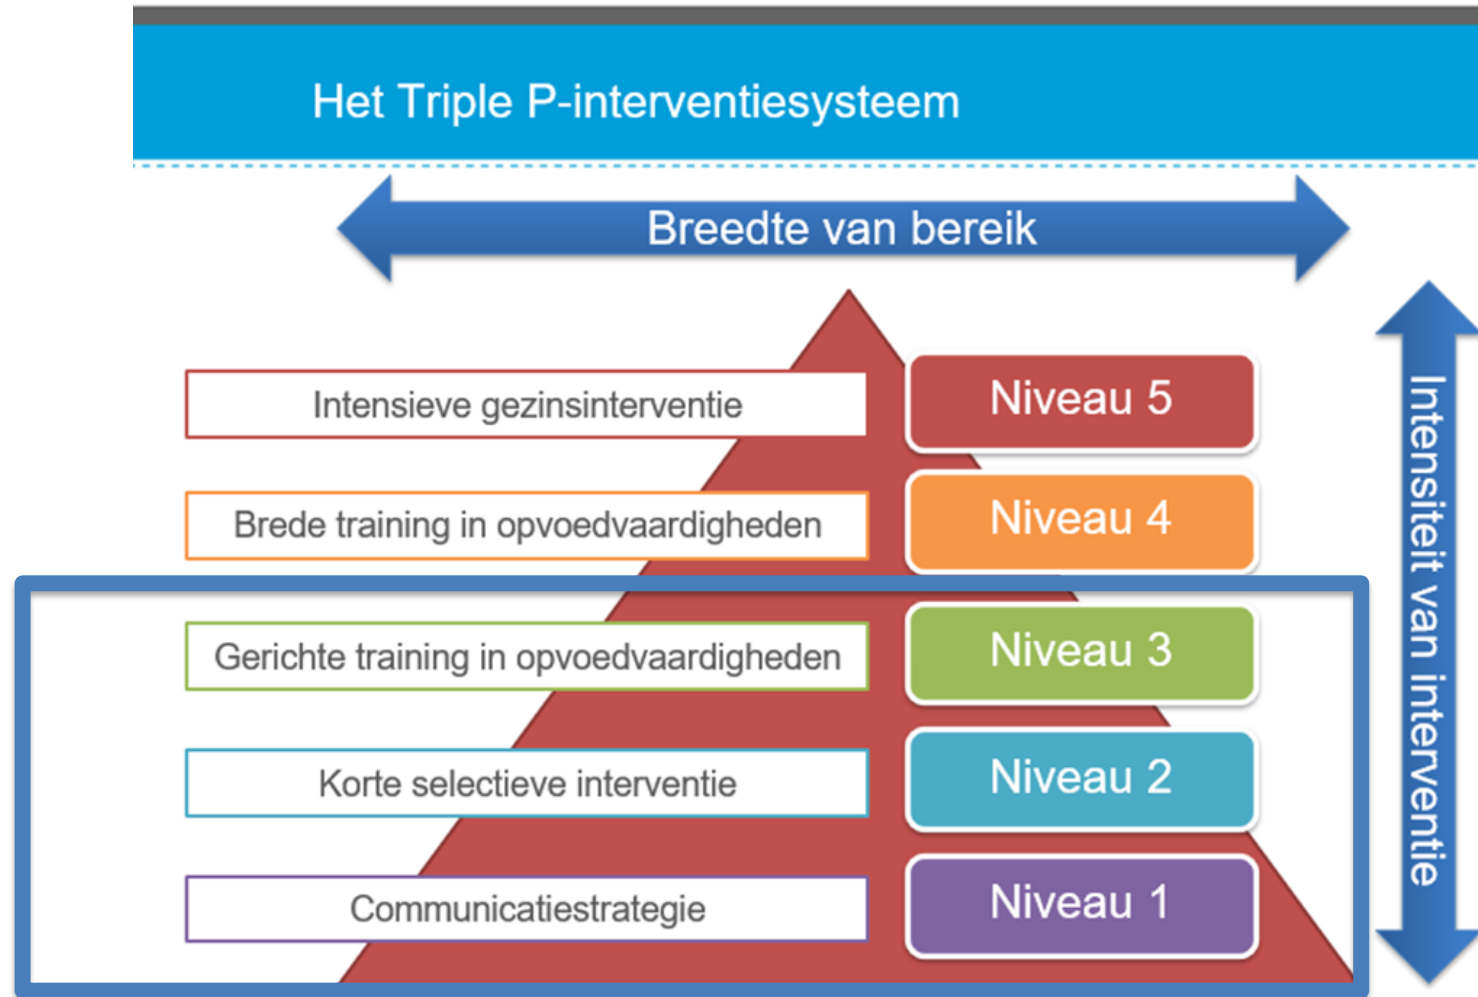 Het Triple P-interventiesysteem
Breedte van bereik
Intensieve gezinsinterventie
Niveau 5
Brede training in opvoedvaardigheden
Niveau 4
Gerichte training in opvoedvaardigheden
Niveau 3
Korte selectieve interventie
Niveau 2
Communicatiestrategie
Niveau 1
Intensiteit van interventie